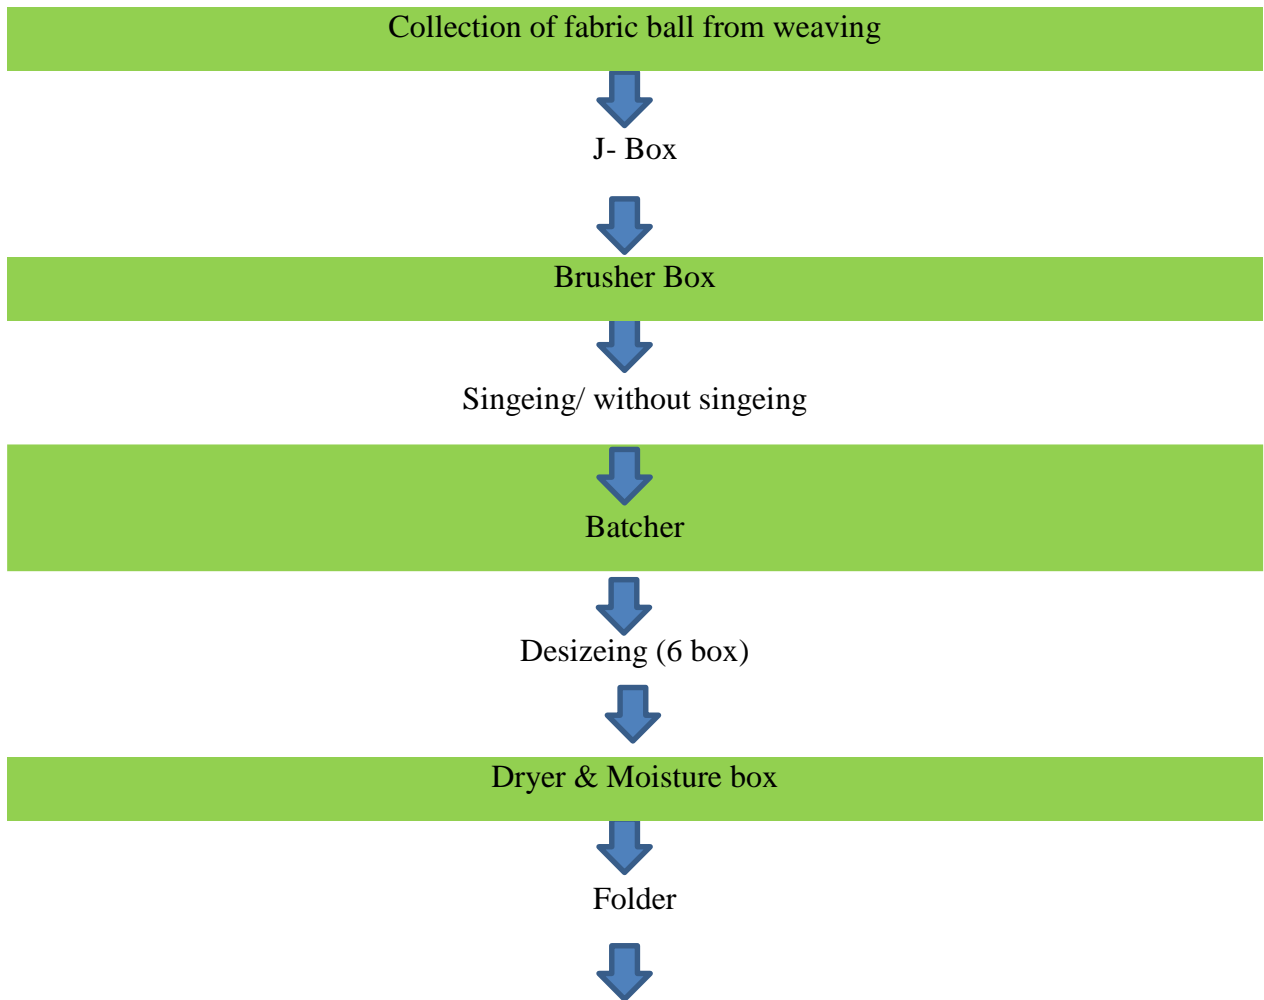 Collection of fabric ball from weaving
J- Box
Brusher Box
Singeing/ without singeing
Batcher
Desizeing (6 box)
Dryer & Moisture box
Folder